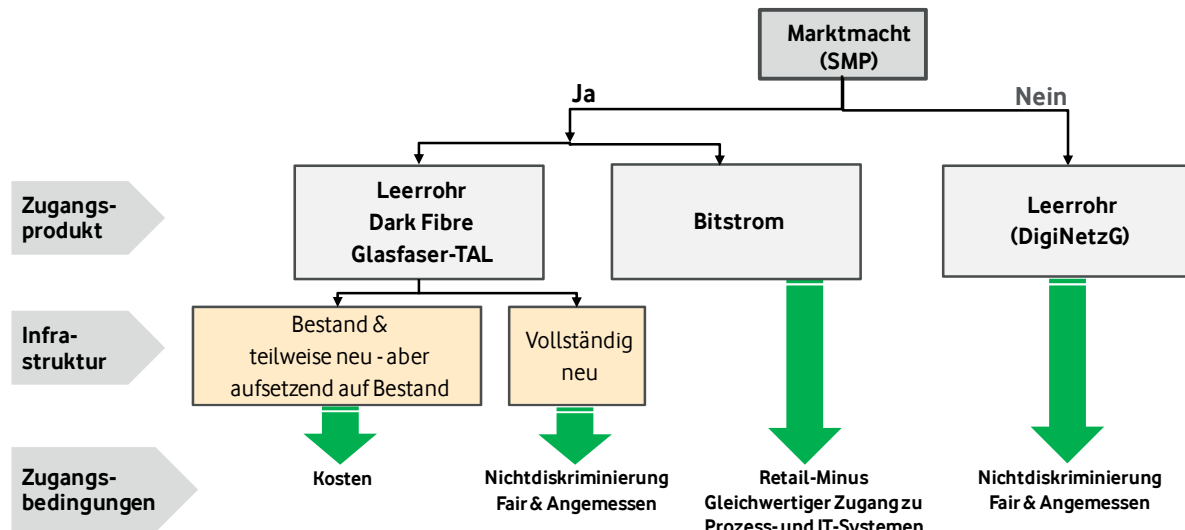 Marktmacht
(SMP)
Ja
Nein
Zugangs-
produkt
Leerrohr
Dark Fibre
Glasfaser-TAL
Bitstrom
Leerrohr
(DigiNetzG)
Infra-
struktur
Bestand &
teilweise neu - aber
aufsetzend auf Bestand
Vollständig
neu
Zugangs-
bedingungen
Kosten
Nichtdiskriminierung
Fair & Angemessen
Retail-Minus
Gleichwertiger Zugang zu
Prozess- und IT-Systemen
Nichtdiskriminierung
Fair & Angemessen